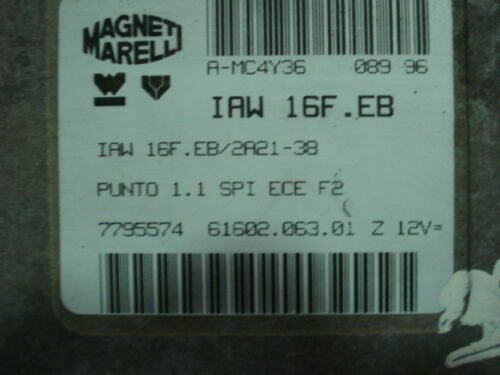 MAGNETI
MARELLI
A-MC4Y36 089 96
IAW 16F.EB
IAW 16F.EB/2A21-38
PUNTO 1.1 SPI ECE F2
7795574 61602.063.01 Z 12V=